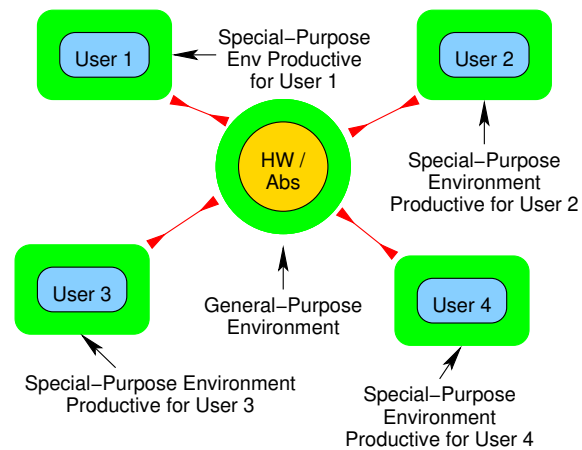 User 1
Special−Purpose
Env Productive
for User 1
User 2
Special−Purpose
Environment
Productive for User 2
HW /
Abs
General−Purpose
Environment
User 3
Special−Purpose Environment
Productive for User 3
User 4
Special−Purpose
Environment
Productive for User 4